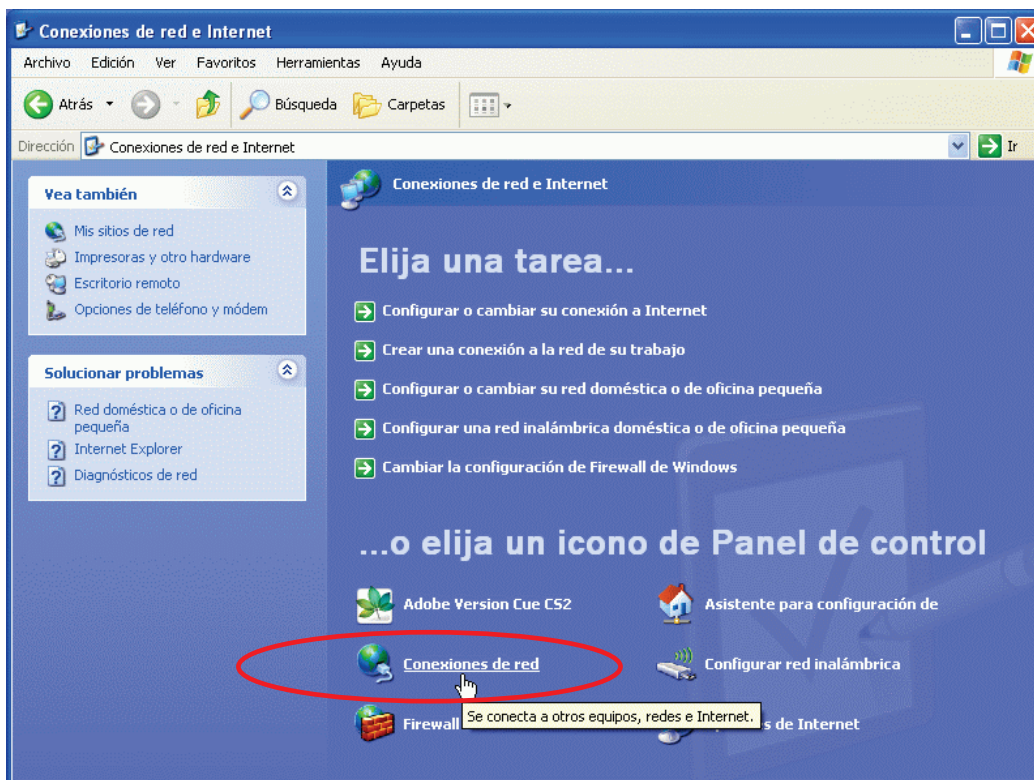 Conexiones de red e Internet
Archivo Edición Ver Favoritos Herramientas Ayuda
Atrás Búsqueda Carpetas
Dirección Conexiones de red e Internet Ir
Vea también
Mis sitios de red
Impresoras y otro hardware
Escritorio remoto
Opciones de teléfono y módem
Solucionar problemas
Red doméstica o de oficina
pequeña
Internet Explorer
Diagnósticos de red
Conexiones de red e Internet
Elija una tarea...
Configurar o cambiar su conexión a Internet
Crear una conexión a la red de su trabajo
Configurar o cambiar su red doméstica o de oficina pequeña
Configurar una red inalámbrica doméstica o de oficina pequeña
Cambiar la configuración de Firewall de Windows
...o elija un icono de Panel de control
Adobe Version Cue CS2
Asistente para configuración de
Conexiones de red
Configurar red inalámbrica
Se conecta a otros equipos, redes e Internet.
Firewall
s de Internet